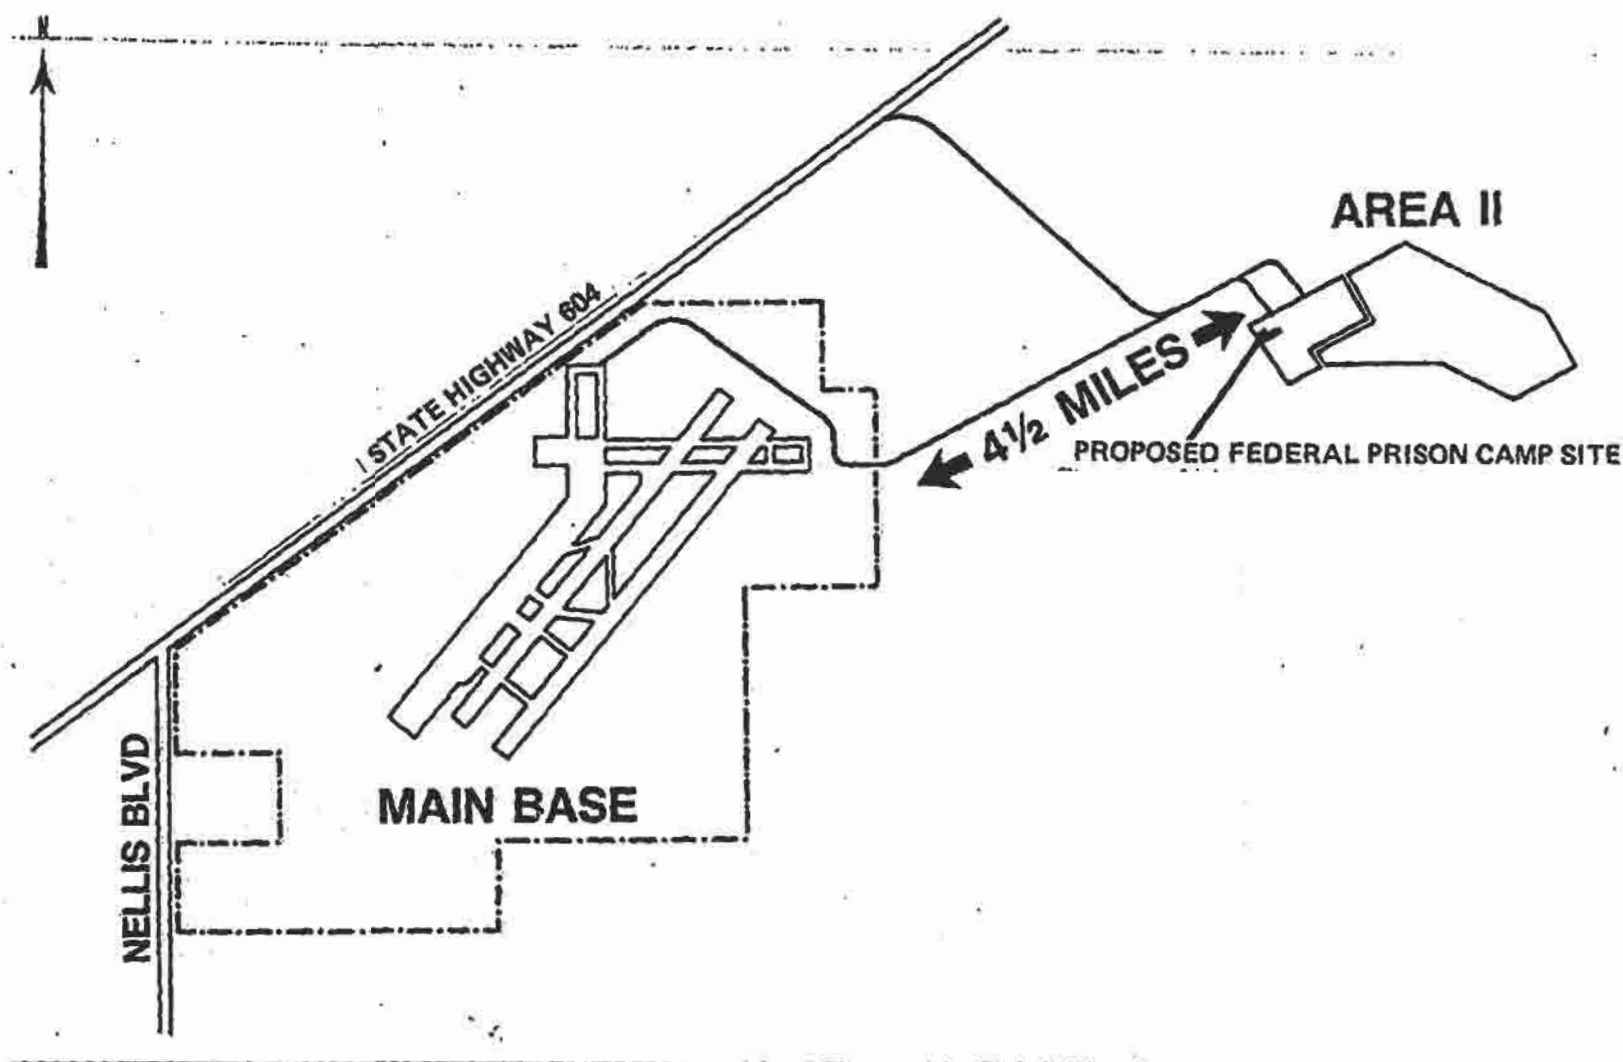 N
AREA II
STATE HIGHWAY 604
4½ MILES
PROPOSED FEDERAL PRISON CAMP SITE
MAIN BASE
NELLIS BLVD